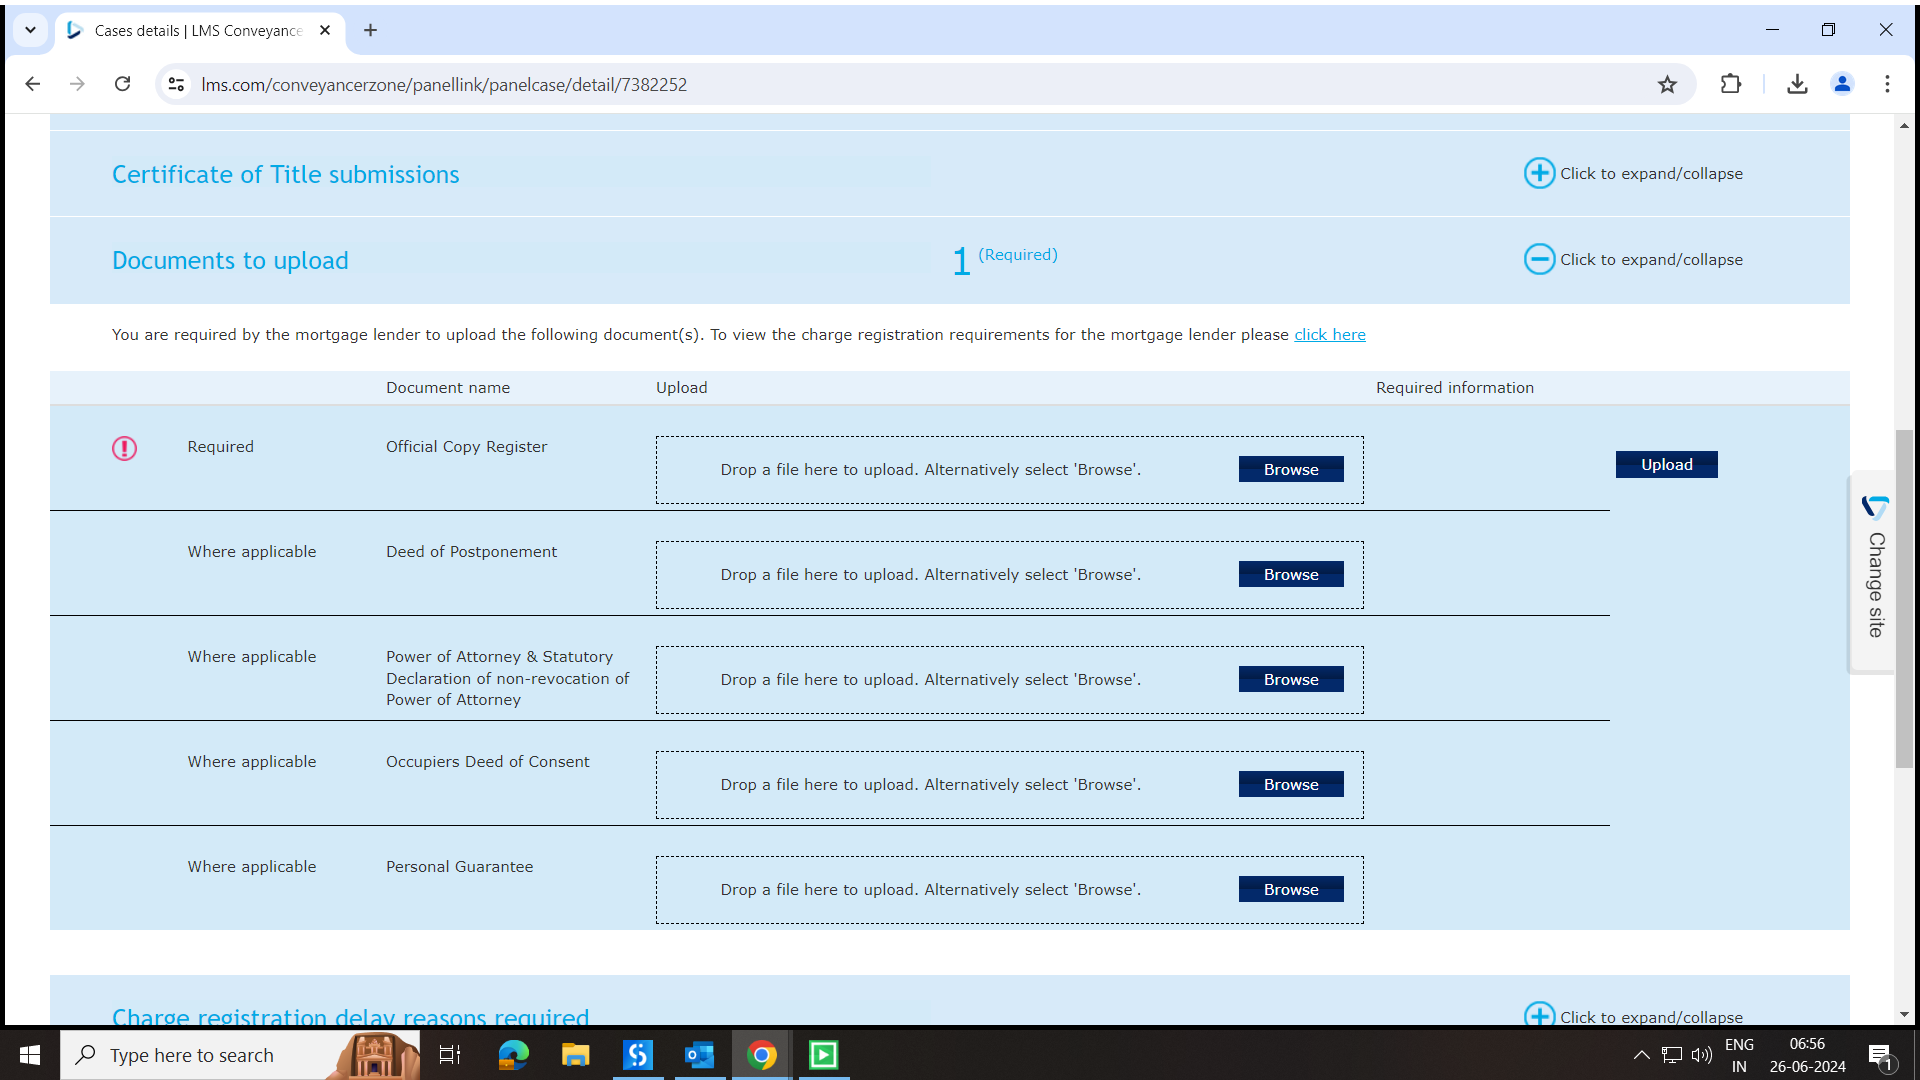 Cases details | LMS Conveyance
lms.com/conveyancerzone/panellink/panelcase/detail/7382252
Certificate of Title submissions
Click to expand/collapse
Documents to upload
1 (Required)
Click to expand/collapse
You are required by the mortgage lender to upload the following document(s). To view the charge registration requirements for the mortgage lender please click here
Document name
Upload
Required information
Required
Official Copy Register
Drop a file here to upload. Alternatively select 'Browse'.
Browse
Upload
Where applicable
Deed of Postponement
Drop a file here to upload. Alternatively select 'Browse'.
Browse
Where applicable
Power of Attorney & Statutory
Declaration of non-revocation of
Power of Attorney
Drop a file here to upload. Alternatively select 'Browse'.
Browse
Where applicable
Occupiers Deed of Consent
Drop a file here to upload. Alternatively select 'Browse'.
Browse
Where applicable
Personal Guarantee
Drop a file here to upload. Alternatively select 'Browse'.
Browse
Change site
Charge registration delay reasons required
Click to expand/collapse
Type here to search
ENG
IN
06:56
26-06-2024
1